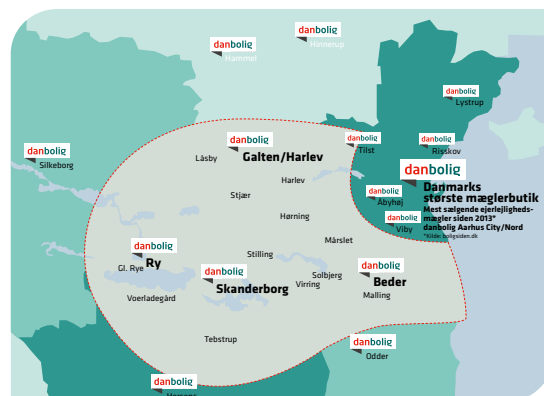 danbolig
Hinnerup
danbolig
Hammel
danbolig
Lystrup
danbolig
Galten/Harlev
danbolig
Tilst
danbolig
Risskov
danbolig
Silkeborg
Låsby
danbolig
Danmarks
største mæglerbutik
Mest sælgende ejerlejligheds-
mægler siden 2013*
danbolig Aarhus City/Nord
*Kilde: boligsiden.dk
Harlev
Stjær
danbolig
Åbyhøj
Hørning
danbolig
Viby
Mårslet
danbolig
Ry
Stilling
Gl. Rye
danbolig
Skanderborg
Solbjerg
Virring
danbolig
Beder
Malling
Voerladegård
Tebstrup
danbolig
Odder
danbolig